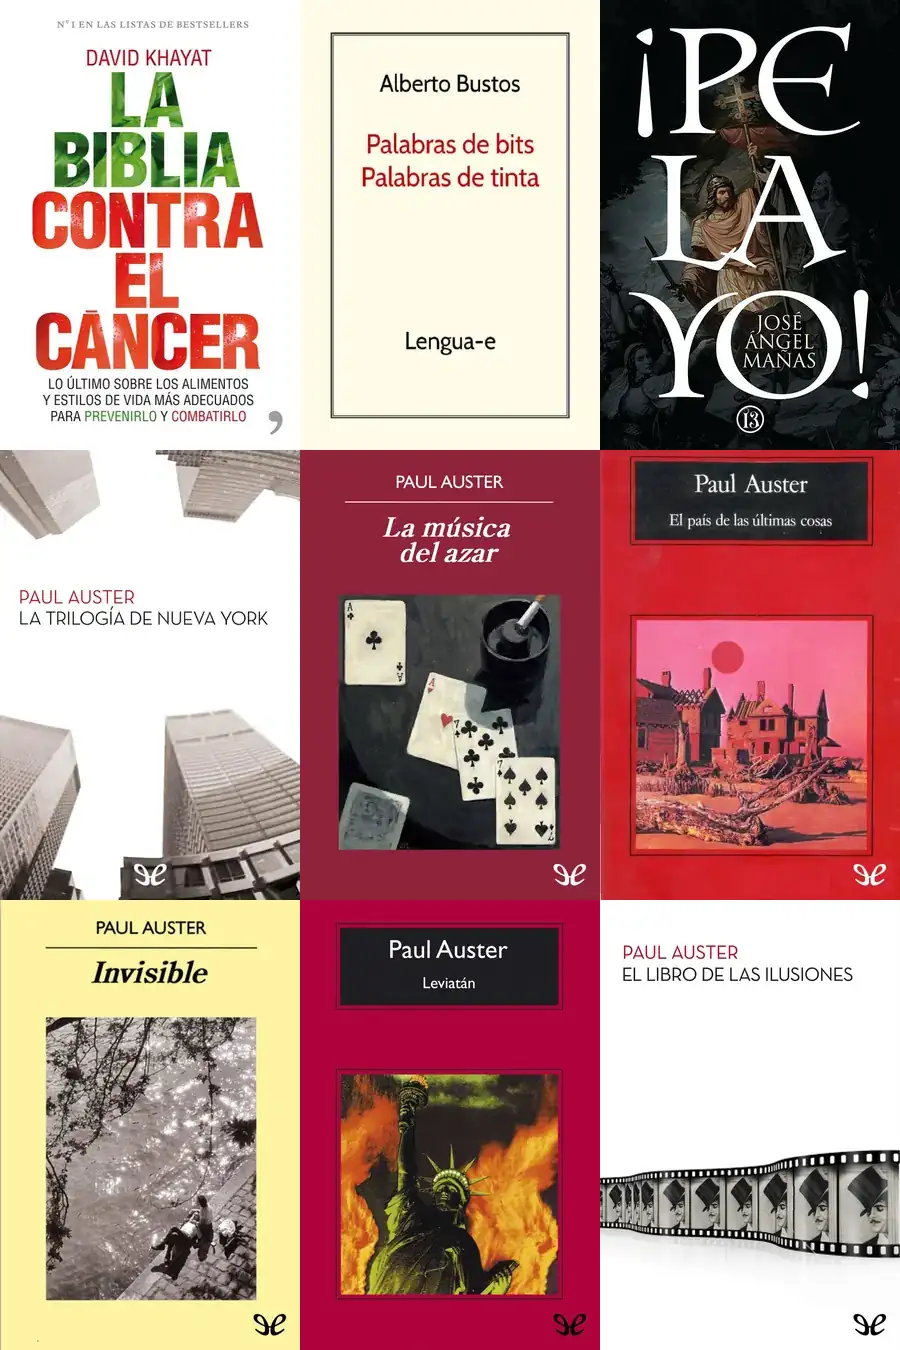 Nº 1 EN LAS LISTAS DE BESTSELLERS
DAVID KHAYAT
LA
BIBLIA
CONTRA
EL
CÁNCER
LO ÚLTIMO SOBRE LOS ALIMENTOS
Y ESTILOS DE VIDA MÁS ADECUADOS
PARA PREVENIRLO Y COMBATIRLO
Alberto Bustos
Palabras de bits
Palabras de tinta
Lengua-e
¡PE
LA
YO!
JOSÉ
ÁNGEL
MAÑAS
13
PAUL AUSTER
LA TRILOGÍA DE NUEVA YORK
PAUL AUSTER
La música
del azar
A
A
A
7
7
7
Paul Auster
El país de las últimas cosas
PAUL AUSTER
Invisible
Paul Auster
Leviatán
PAUL AUSTER
EL LIBRO DE LAS ILUSIONES